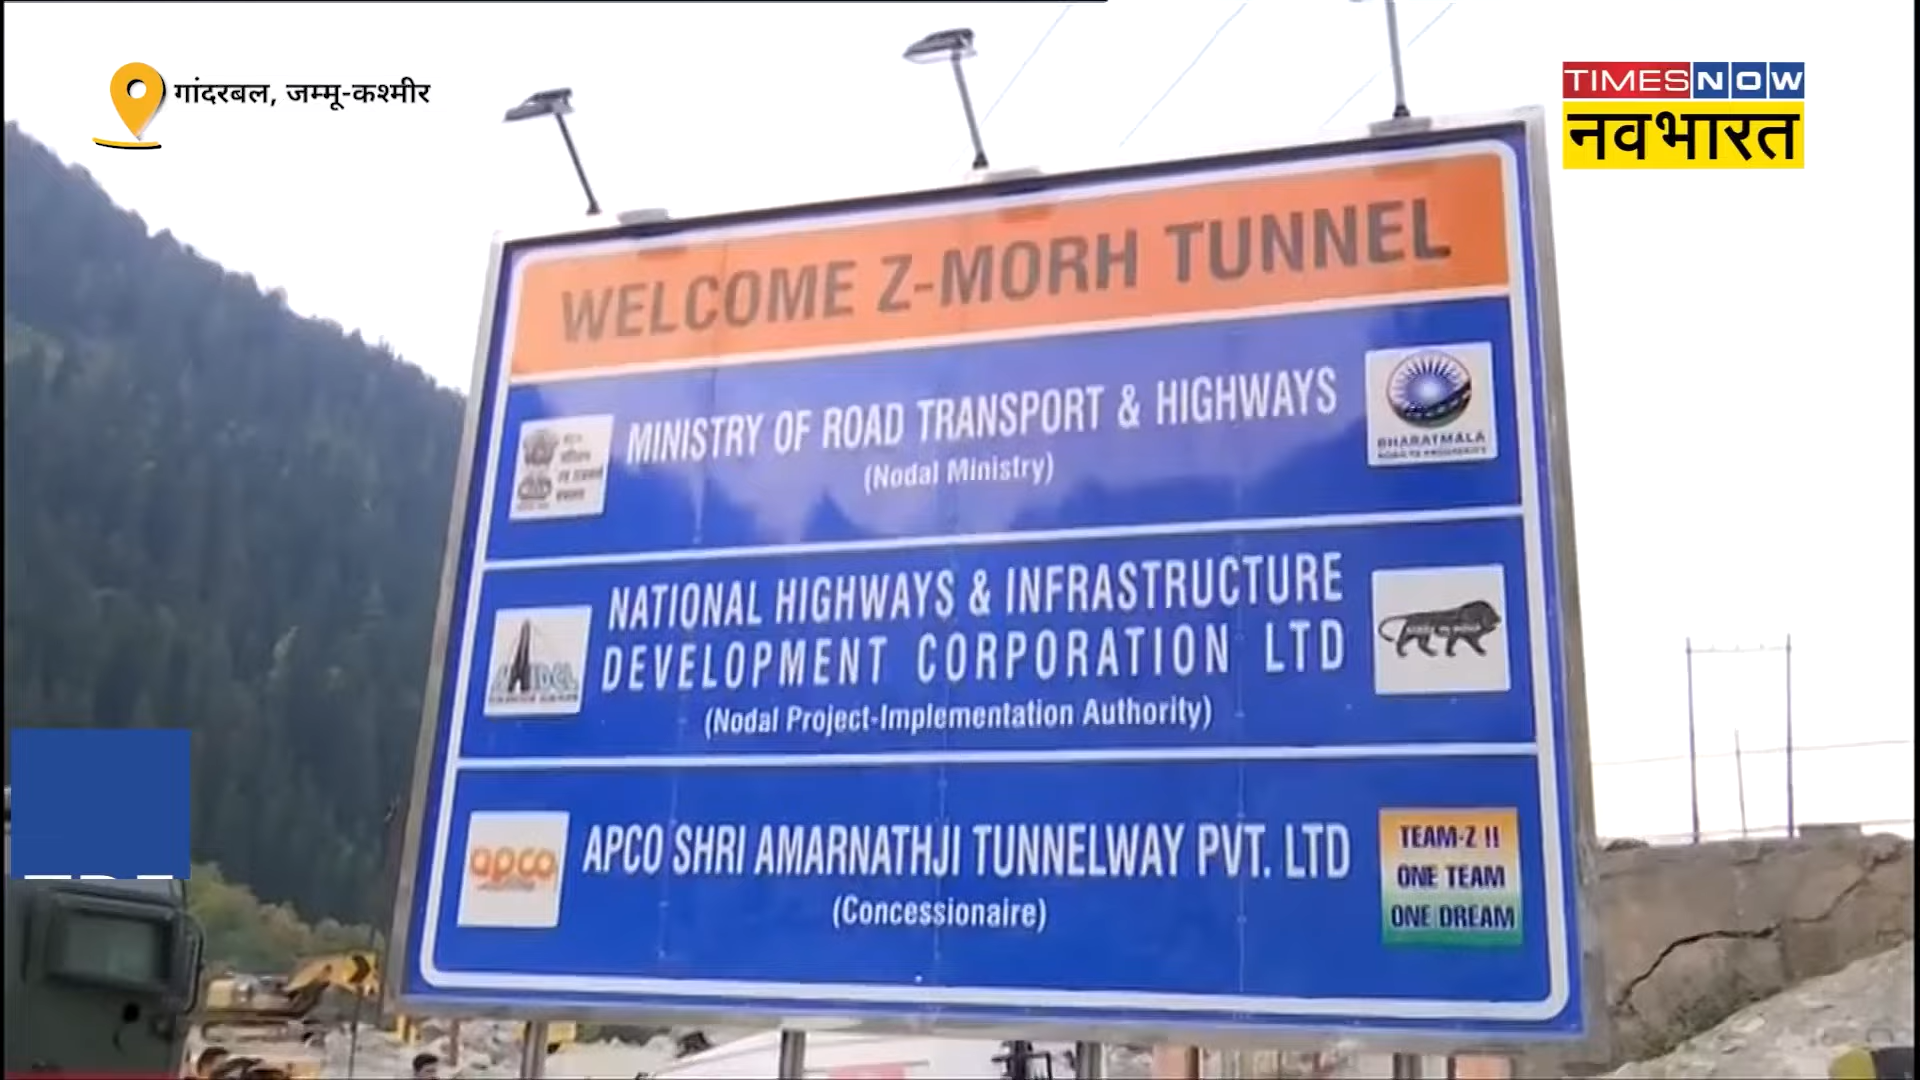 गांदरबल, जम्मू-कश्मीर
TIMES NOW
नवभारत
WELCOME Z-MORH TUNNEL
MINISTRY OF ROAD TRANSPORT & HIGHWAYS
(Nodal Ministry)
BHARATMALA
NATIONAL HIGHWAYS & INFRASTRUCTURE
DEVELOPMENT CORPORATION LTD
(Nodal Project-Implementation Authority)
NHIDCL
apco
APCO SHRI AMARNATHJI TUNNELWAY PVT. LTD
(Concessionaire)
TEAM-Z II
ONE TEAM
ONE DREAM